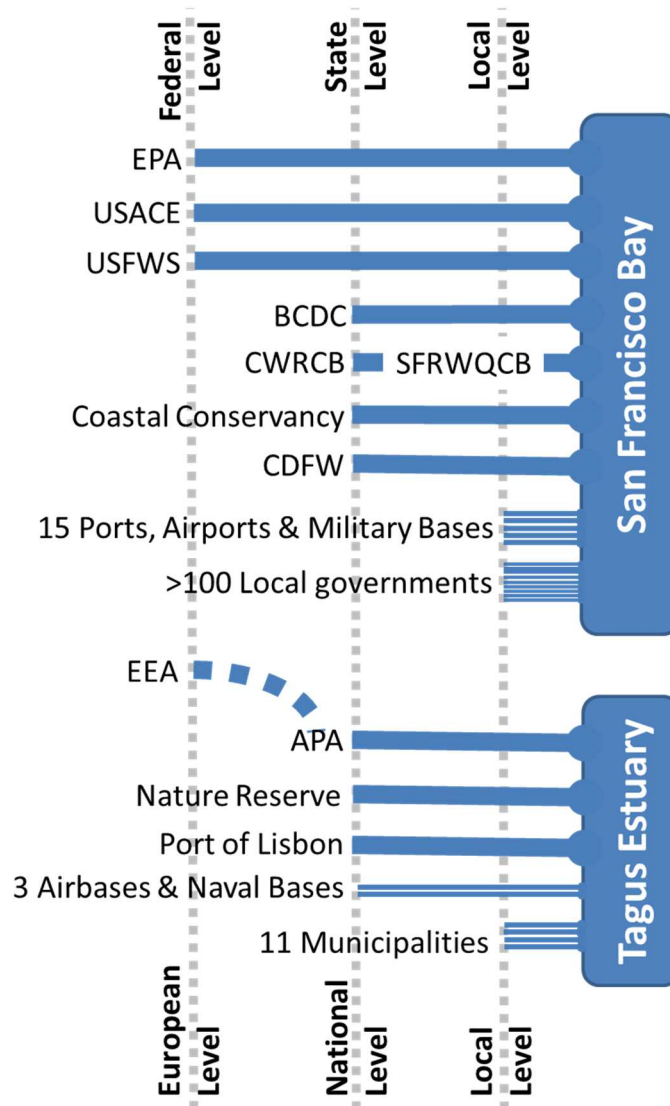 Federal
Level
State
Level
Local
Level
EPA
USACE
USFWS
BCDC
CWRCB SFRWQCB
Coastal Conservancy
CDFW
15 Ports, Airports & Military Bases
>100 Local governments
San Francisco Bay
EEA
APA
Nature Reserve
Port of Lisbon
3 Airbases & Naval Bases
11 Municipalities
Tagus Estuary
European
Level
National
Level
Local
Level